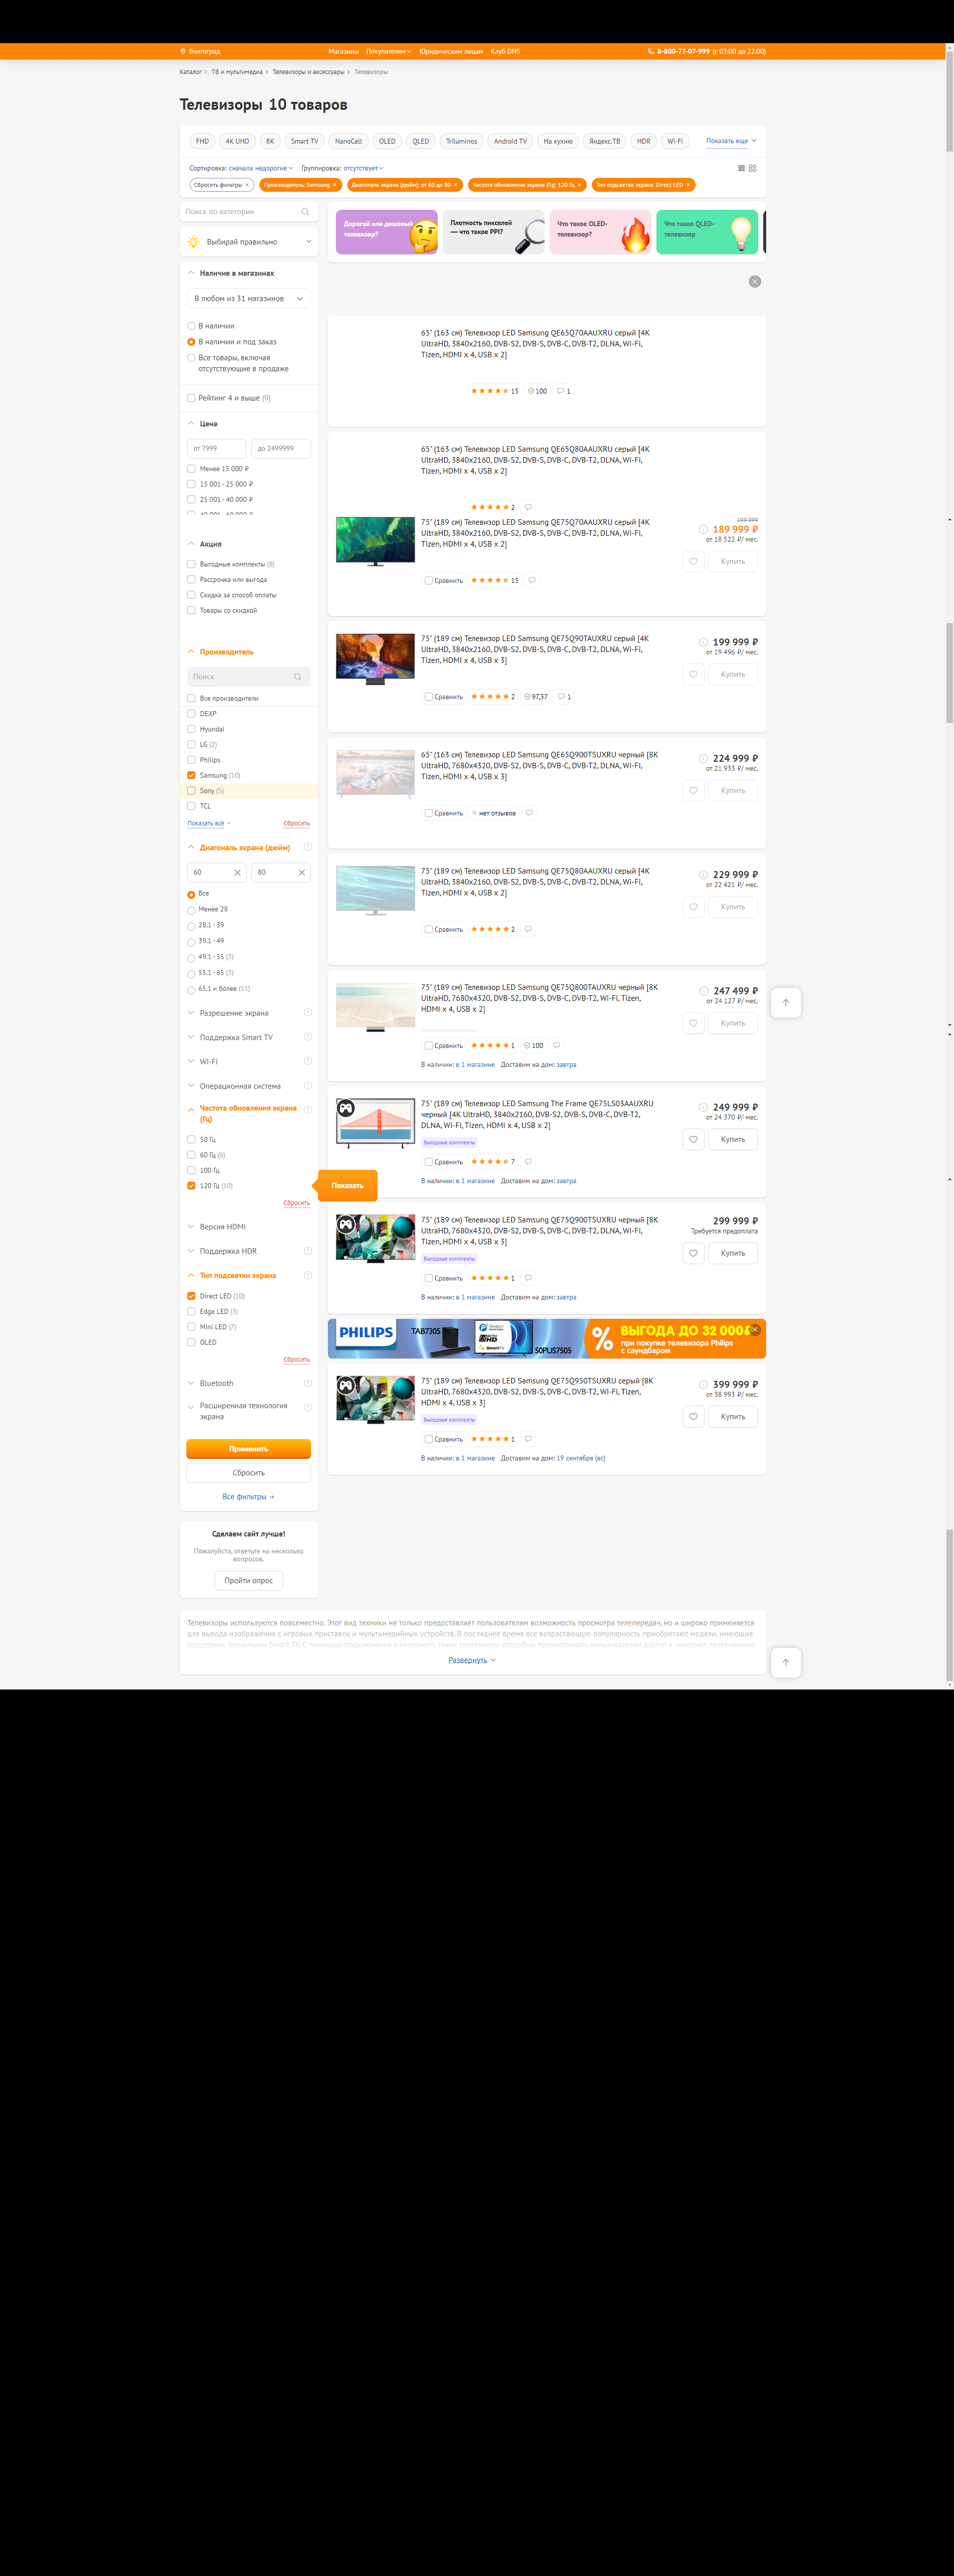 Волгоград
Магазины Покупателям Юридическим лицам Клуб DNS
8-800-77-07-999 (с 03:00 до 22:00)
Каталог > ТВ и мультимедиа > Телевизоры и аксессуары > Телевизоры
Телевизоры 10 товаров
FHD 4K UHD 8K Smart TV NanoCell OLED QLED Triluminos Android TV На кухню Яндекс.ТВ HDR Wi-Fi Показать еще
Сортировка: сначала недорогие Группировка: отсутствует
Сбросить фильтры × Производитель: Samsung × Диагональ экрана (дюйм): от 60 до 80 × Частота обновления экрана (Гц): 120 Гц × Тип подсветки экрана: Direct LED ×
Поиск по категории
Выбирай правильно
Наличие в магазинах
В любом из 31 магазинов
В наличии
В наличии и под заказ
Все товары, включая
отсутствующие в продаже
Рейтинг 4 и выше (9)
Цена
от 7999
до 2499999
Менее 15 000 ₽
15 001 - 25 000 ₽
25 001 - 40 000 ₽
40 001 - 60 000 ₽
Акция
Выгодные комплекты (8)
Рассрочка или выгода
Скидка за способ оплаты
Товары со скидкой
Производитель
Поиск
Все производители
DEXP
Hyundai
LG (2)
Philips
Samsung (10)
Sony (5)
TCL
Показать всё
Сбросить
Диагональ экрана (дюйм)
60
80
Все
Менее 28
28.1 - 39
39.1 - 49
49.1 - 55 (3)
55.1 - 65 (3)
65.1 и более (11)
Разрешение экрана
Поддержка Smart TV
Wi-Fi
Операционная система
Частота обновления экрана
(Гц)
50 Гц
60 Гц (6)
100 Гц
120 Гц (10)
Показать
Сбросить
Версия HDMI
Поддержка HDR
Тип подсветки экрана
Direct LED (10)
Edge LED (3)
Mini LED (7)
OLED
Сбросить
Bluetooth
Расширенная технология
экрана
Применить
Сбросить
Все фильтры
Сделаем сайт лучше!
Пожалуйста, ответьте на несколько
вопросов.
Пройти опрос
Дорогой или дешевый
телевизор?
Плотность пикселей
— что такое PPI?
Что такое OLED-
телевизор?
Что такое QLED-
телевизор
65" (163 см) Телевизор LED Samsung QE65Q70AAUXRU серый [4K
UltraHD, 3840x2160, DVB-S2, DVB-S, DVB-C, DVB-T2, DLNA, Wi-Fi,
Tizen, HDMI x 4, USB x 2]
15 100 1
65" (163 см) Телевизор LED Samsung QE65Q80AAUXRU серый [4K
UltraHD, 3840x2160, DVB-S2, DVB-S, DVB-C, DVB-T2, DLNA, Wi-Fi,
Tizen, HDMI x 4, USB x 2]
2
75" (189 см) Телевизор LED Samsung QE75Q70AAUXRU серый [4K
UltraHD, 3840x2160, DVB-S2, DVB-S, DVB-C, DVB-T2, DLNA, Wi-Fi,
Tizen, HDMI x 4, USB x 2]
199 999
189 999 ₽
от 18 522 ₽/ мес.
Купить
Сравнить 15
75" (189 см) Телевизор LED Samsung QE75Q90TAUXRU серый [4K
UltraHD, 3840x2160, DVB-S2, DVB-S, DVB-C, DVB-T2, DLNA, Wi-Fi,
Tizen, HDMI x 4, USB x 3]
199 999 ₽
от 19 496 ₽/ мес.
Купить
Сравнить 2 97,37 1
65" (163 см) Телевизор LED Samsung QE65Q900TSUXRU черный [8K
UltraHD, 7680x4320, DVB-S2, DVB-S, DVB-C, DVB-T2, DLNA, Wi-Fi,
Tizen, HDMI x 4, USB x 3]
224 999 ₽
от 21 933 ₽/ мес.
Купить
Сравнить нет отзывов
75" (189 см) Телевизор LED Samsung QE75Q80AAUXRU серый [4K
UltraHD, 3840x2160, DVB-S2, DVB-S, DVB-C, DVB-T2, DLNA, Wi-Fi,
Tizen, HDMI x 4, USB x 2]
229 999 ₽
от 22 421 ₽/ мес.
Купить
Сравнить 2
75" (189 см) Телевизор LED Samsung QE75Q800TAUXRU черный [8K
UltraHD, 7680x4320, DVB-S2, DVB-S, DVB-C, DVB-T2, Wi-Fi, Tizen,
HDMI x 4, USB x 2]
247 499 ₽
от 24 127 ₽/ мес.
Купить
Сравнить 1 100
В наличии: в 1 магазине Доставим на дом: завтра
75" (189 см) Телевизор LED Samsung The Frame QE75LS03AAUXRU
черный [4K UltraHD, 3840x2160, DVB-S2, DVB-S, DVB-C, DVB-T2,
DLNA, Wi-Fi, Tizen, HDMI x 4, USB x 2]
249 999 ₽
от 24 370 ₽/ мес.
Купить
Выгодные комплекты
Сравнить 7
В наличии: в 1 магазине Доставим на дом: завтра
75" (189 см) Телевизор LED Samsung QE75Q900TSUXRU черный [8K
UltraHD, 7680x4320, DVB-S2, DVB-S, DVB-C, DVB-T2, DLNA, Wi-Fi,
Tizen, HDMI x 4, USB x 3]
299 999 ₽
Требуется предоплата
Купить
Выгодные комплекты
Сравнить 1
В наличии: в 1 магазине Доставим на дом: завтра
PHILIPS TAB7305 SmartTV 50PUS7505 % ВЫГОДА ДО 32 000₽
при покупке телевизора Philips
с саундбаром
75" (189 см) Телевизор LED Samsung QE75Q950TSUXRU серый [8K
UltraHD, 7680x4320, DVB-S2, DVB-S, DVB-C, DVB-T2, Wi-Fi, Tizen,
HDMI x 4, USB x 3]
399 999 ₽
от 38 993 ₽/ мес.
Купить
Выгодные комплекты
Сравнить 1
В наличии: в 1 магазине Доставим на дом: 19 сентября (вс)
Телевизоры используются повсеместно. Этот вид техники не только предоставляет пользователям возможность просмотра телепередач, но и широко применяется
для вывода изображения с игровых приставок и мультимедийных устройств. В последнее время все возрастающую популярность приобретают модели, имеющие
поддержку технологии Smart TV. С помощью подключения к Интернету такие телевизоры способны предоставлять пользователям доступ к интернет-телевидению
Развернуть